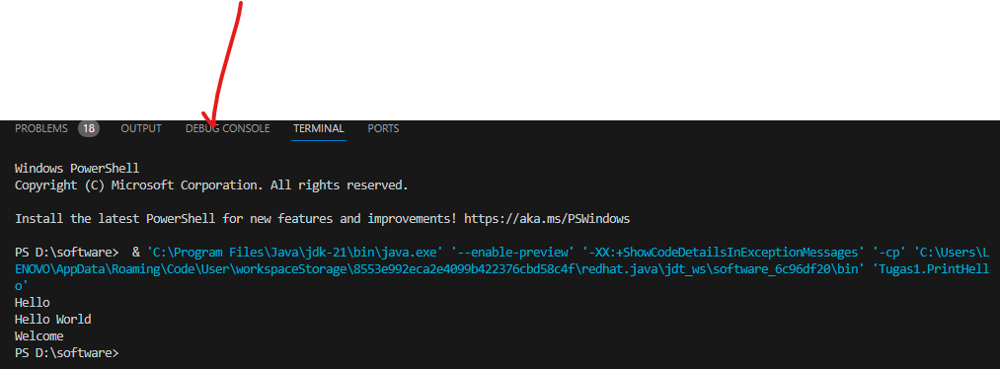 PROBLEMS 18 OUTPUT DEBUG CONSOLE TERMINAL PORTS
Windows PowerShell
Copyright (C) Microsoft Corporation. All rights reserved.
Install the latest PowerShell for new features and improvements! https://aka.ms/PSWindows
PS D:\software>  & 'C:\Program Files\Java\jdk-21\bin\java.exe' '--enable-preview' '-XX:+ShowCodeDetailsInExceptionMessages' '-cp' 'C:\Users\L
ENOVO\AppData\Roaming\Code\User\workspaceStorage\8553e992eca2e4099b422376cbd58c4f\redhat.java\jdt_ws\software_6c96df20\bin' 'Tugas1.PrintHell
o'
Hello
Hello World
Welcome
PS D:\software>